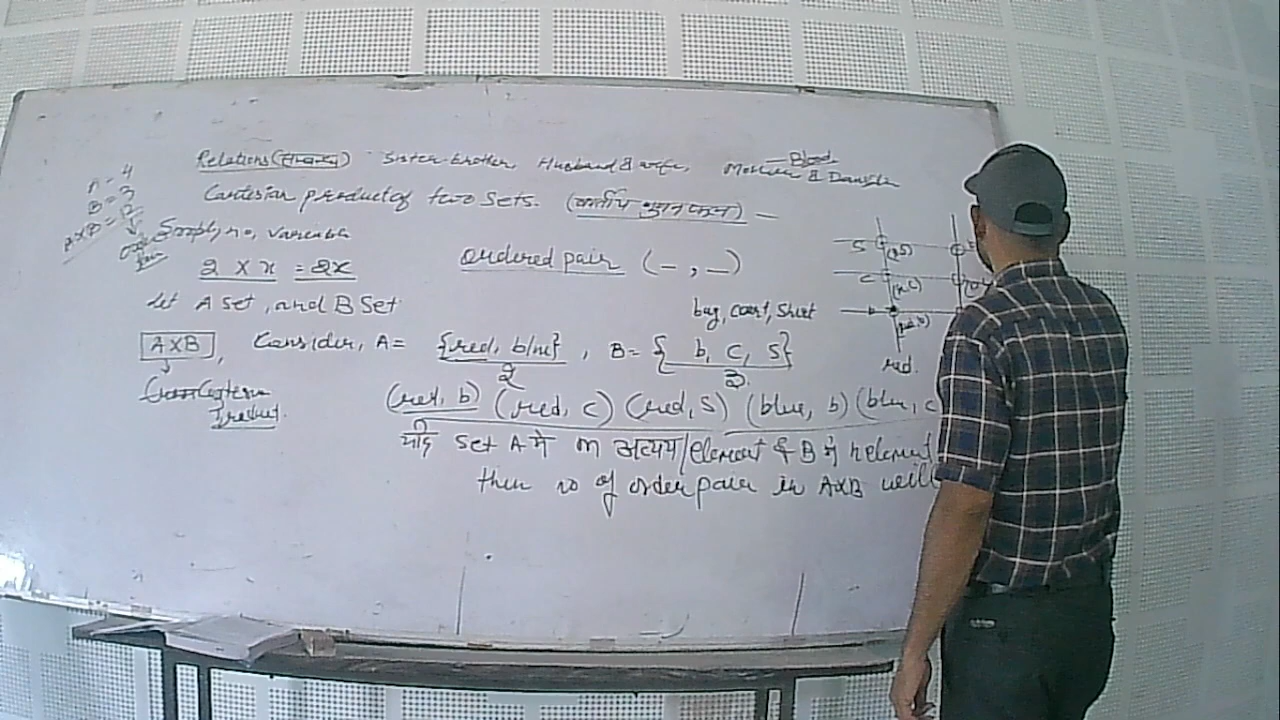 Relations (सम्बन्ध) Sister-brother, Husband & wife, Mother & Daughter
Blood
Cartesian product of two Sets. (कार्तीय गुणनफल) —
A = 4
B = 3
A×B = 12
Simply, no, variable
2 × x = 2x
ordered pair ( _ , _ )
Let A Set, and B Set
bag, coat, Shirt
A×B , Consider, A = {red, blue} , B = { b, c, s}
2 3
Product.
(red, b) (red, c) (red, s) (blue, b) (blue, c
यदि Set A में m अवयव/element & B में n element
then no of order pair in A×B will
S
C
b
red.